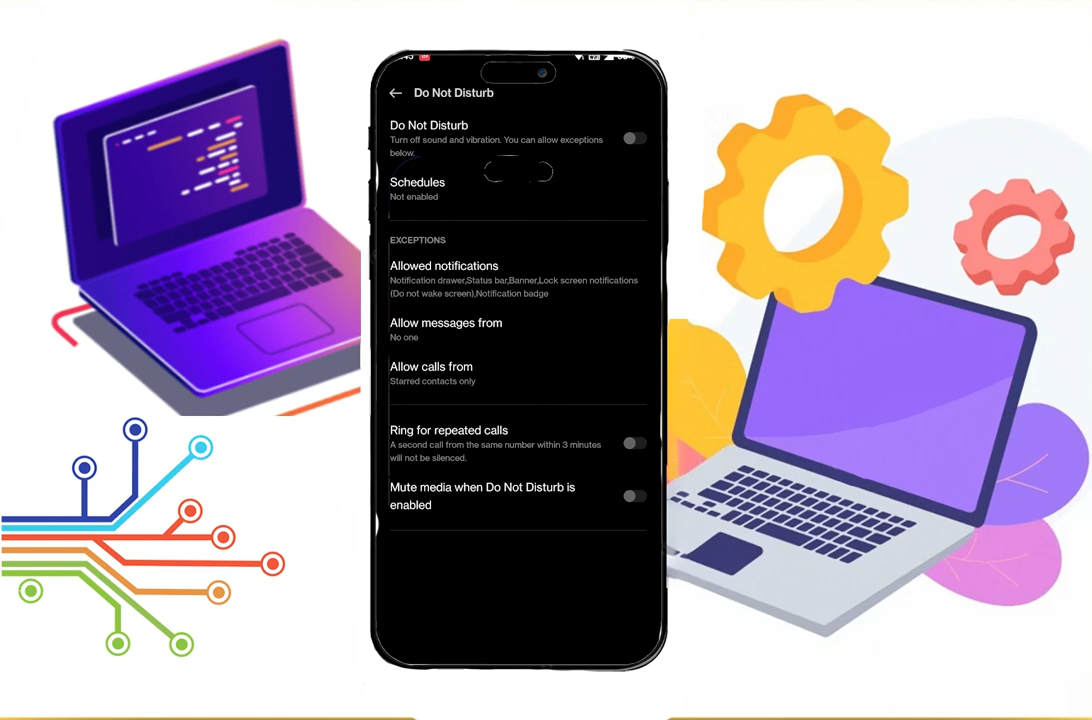 Do Not Disturb
Do Not Disturb
Turn off sound and vibration. You can allow exceptions
below.
Schedules
Not enabled
EXCEPTIONS
Allowed notifications
Notification drawer,Status bar,Banner,Lock screen notifications
(Do not wake screen),Notification badge
Allow messages from
No one
Allow calls from
Starred contacts only
Ring for repeated calls
A second call from the same number within 3 minutes
will not be silenced.
Mute media when Do Not Disturb is
enabled